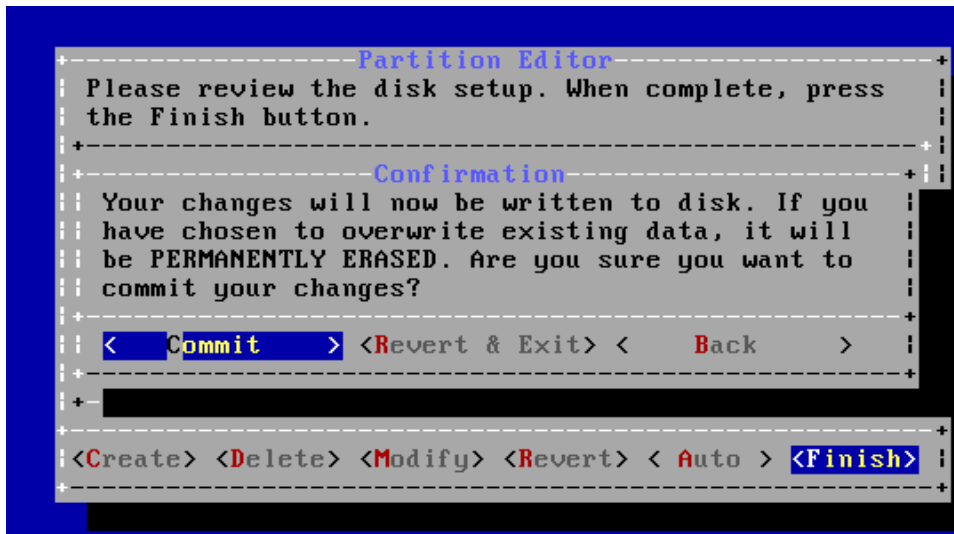 Partition Editor
Please review the disk setup. When complete, press
the Finish button.
Confirmation
Your changes will now be written to disk. If you
have chosen to overwrite existing data, it will
be PERMANENTLY ERASED. Are you sure you want to
commit your changes?
< Commit > <Revert & Exit> < Back >
<Create> <Delete> <Modify> <Revert> < Auto > <Finish>